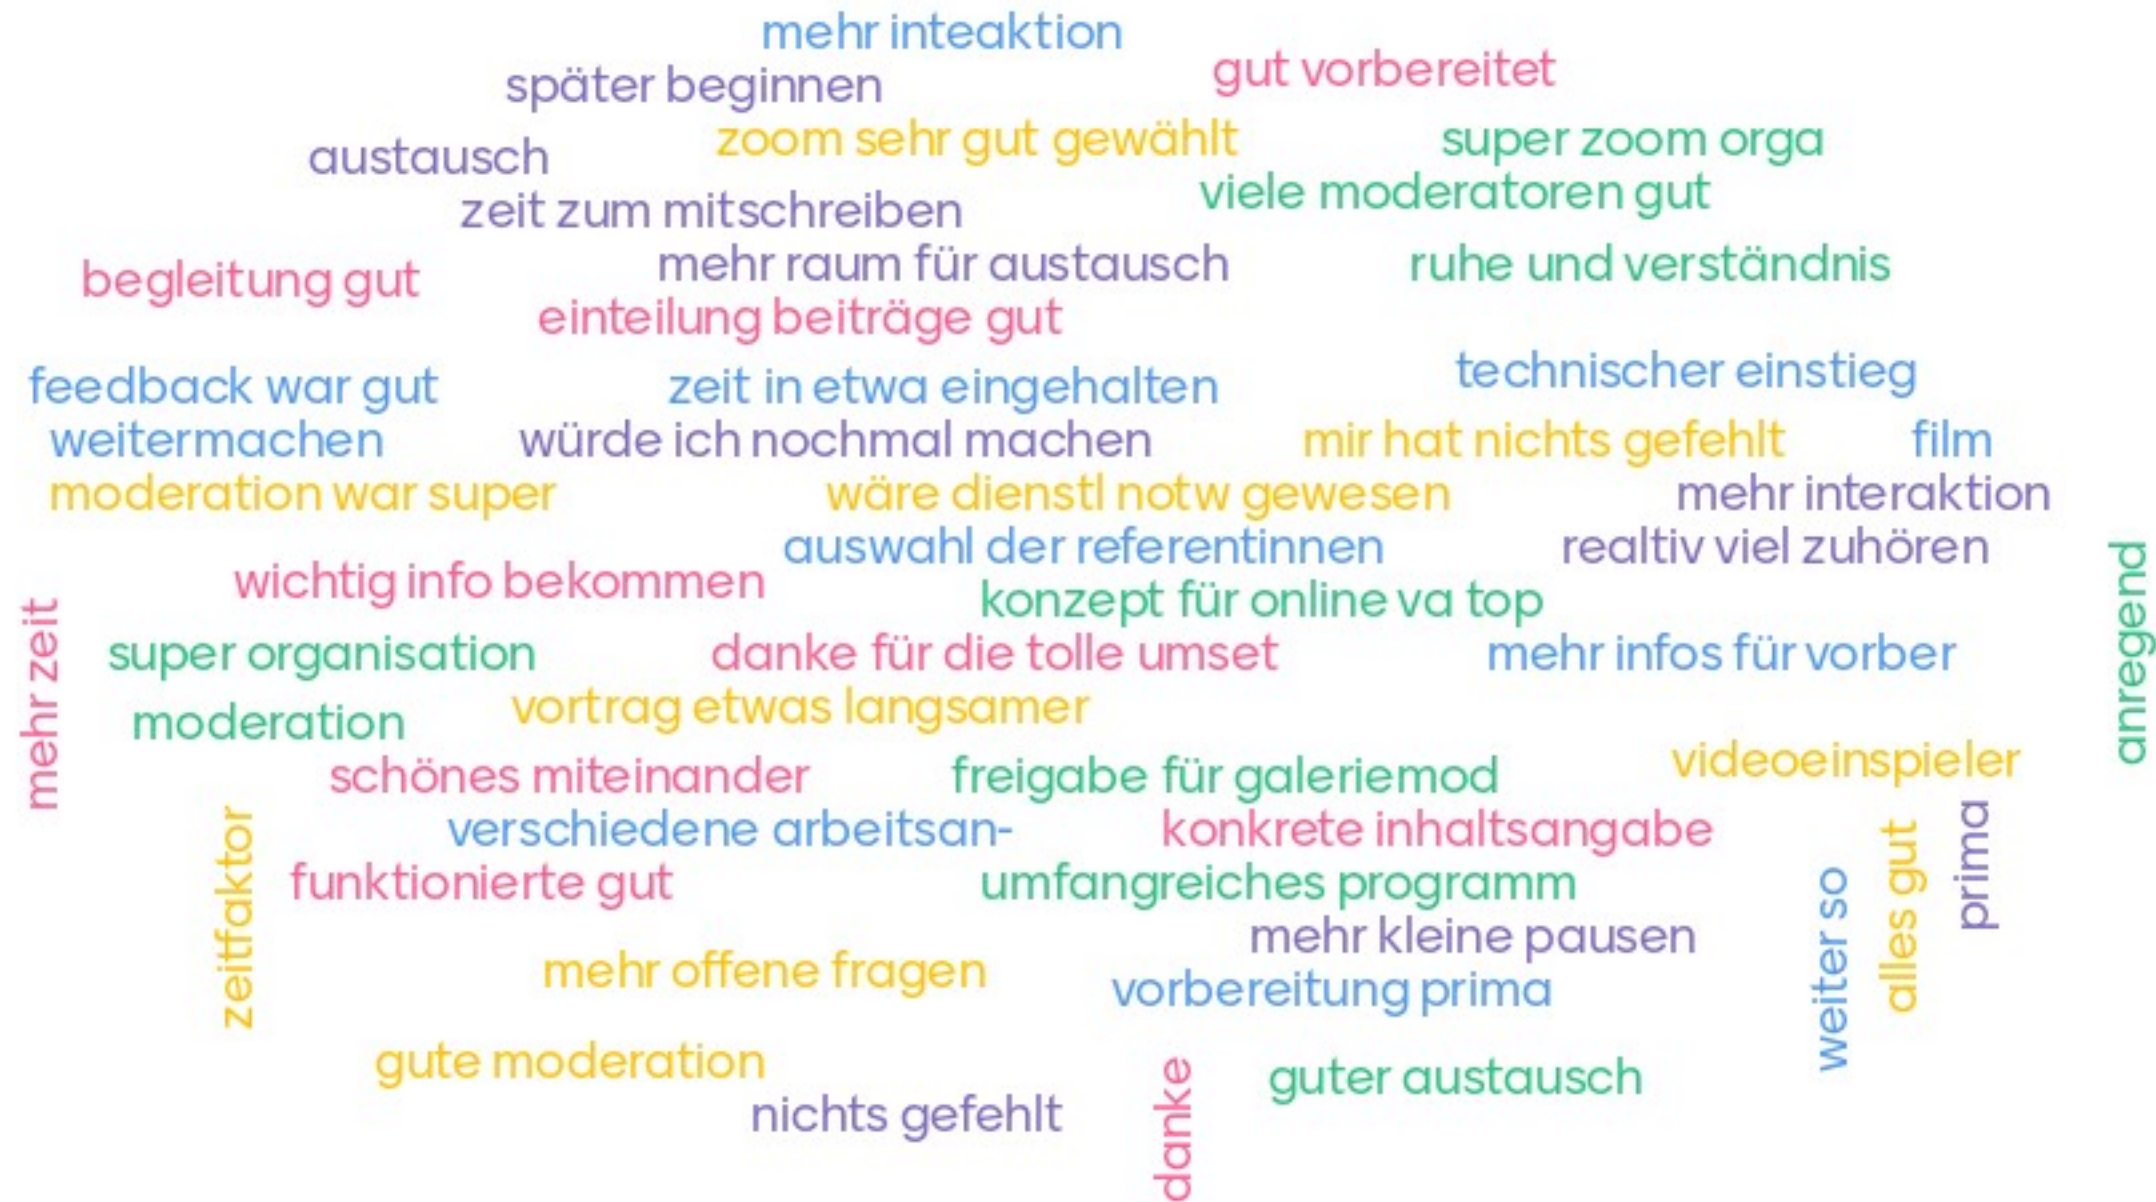 mehr inteaktion
gut vorbereitet
später beginnen
zoom sehr gut gewählt
super zoom orga
austausch
viele moderatoren gut
zeit zum mitschreiben
mehr raum für austausch
ruhe und verständnis
begleitung gut
einteilung beiträge gut
technischer einstieg
feedback war gut
zeit in etwa eingehalten
weitermachen
würde ich nochmal machen
mir hat nichts gefehlt
film
moderation war super
wäre dienstl notw gewesen
mehr interaktion
auswahl der referentinnen
realtiv viel zuhören
wichtig info bekommen
konzept für online va top
anregend
mehr zeit
super organisation
danke für die tolle umset
mehr infos für vorber
vortrag etwas langsamer
moderation
videoeinspieler
schönes miteinander
freigabe für galeriemod
verschiedene arbeitsan-
konkrete inhaltsangabe
prima
alles gut
weiter so
zeitfaktor
funktionierte gut
umfangreiches programm
mehr kleine pausen
mehr offene fragen
vorbereitung prima
gute moderation
guter austausch
nichts gefehlt
danke